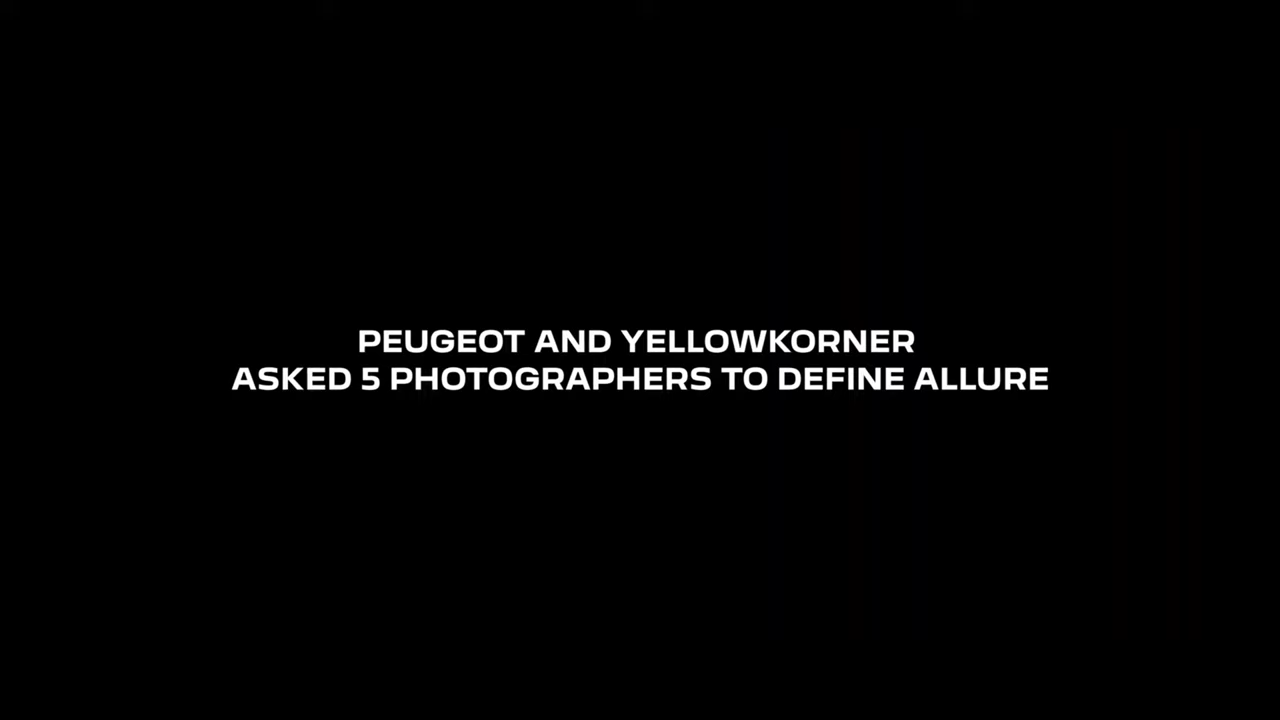 PEUGEOT AND YELLOWKORNER
ASKED 5 PHOTOGRAPHERS TO DEFINE ALLURE